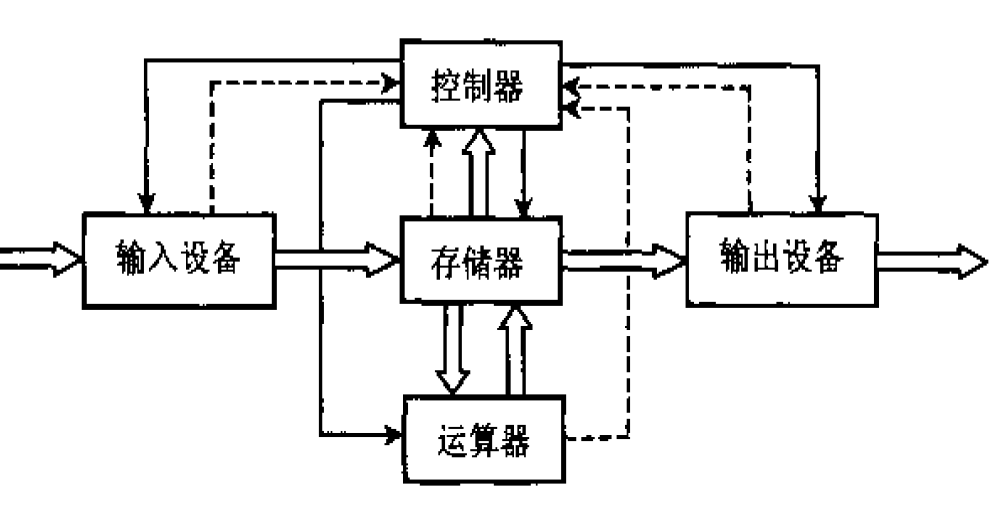 控制器
输入设备
存储器
输出设备
运算器